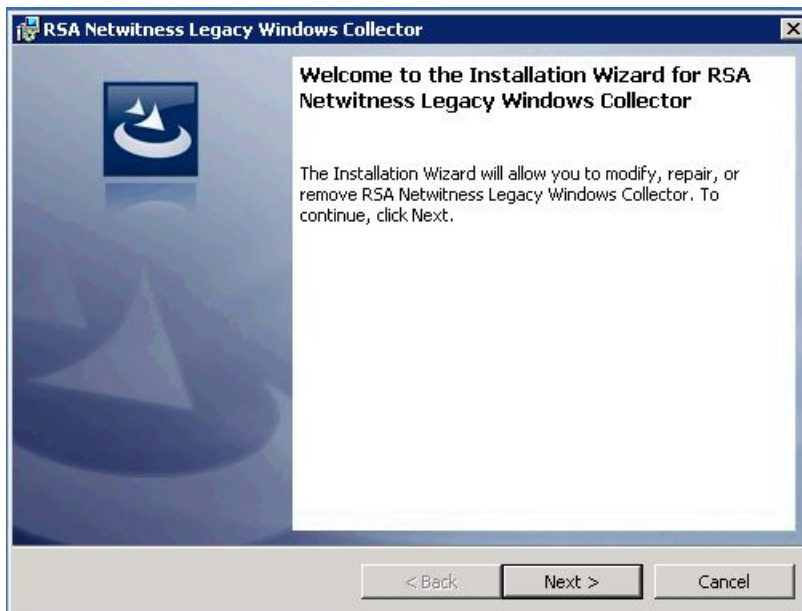 RSA Netwitness Legacy Windows Collector
Welcome to the Installation Wizard for RSA
Netwitness Legacy Windows Collector
The Installation Wizard will allow you to modify, repair, or
remove RSA Netwitness Legacy Windows Collector. To
continue, click Next.
< Back
Next >
Cancel